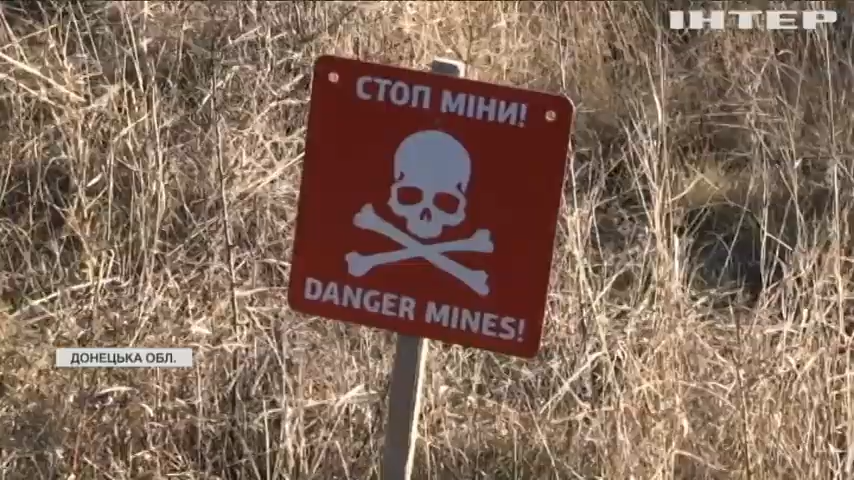 ІНТЕР
СТОП МІНИ!
DANGER MINES!
ДОНЕЦЬКА ОБЛ.